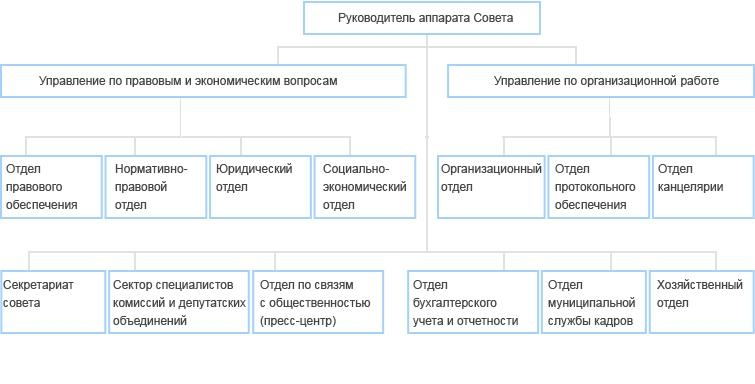 Руководитель аппарата Совета
Управление по правовым и экономическим вопросам
Управление по организационной работе
Отдел
правового
обеспечения
Нормативно-
правовой
отдел
Юридический
отдел
Социально-
экономический
отдел
Организационный
отдел
Отдел
протокольного
обеспечения
Отдел
канцелярии
Секретариат
совета
Сектор специалистов
комиссий и депутатских
объединений
Отдел по связям
с общественностью
(пресс-центр)
Отдел
бухгалтерского
учета и отчетности
Отдел
муниципальной
службы кадров
Хозяйственный
отдел